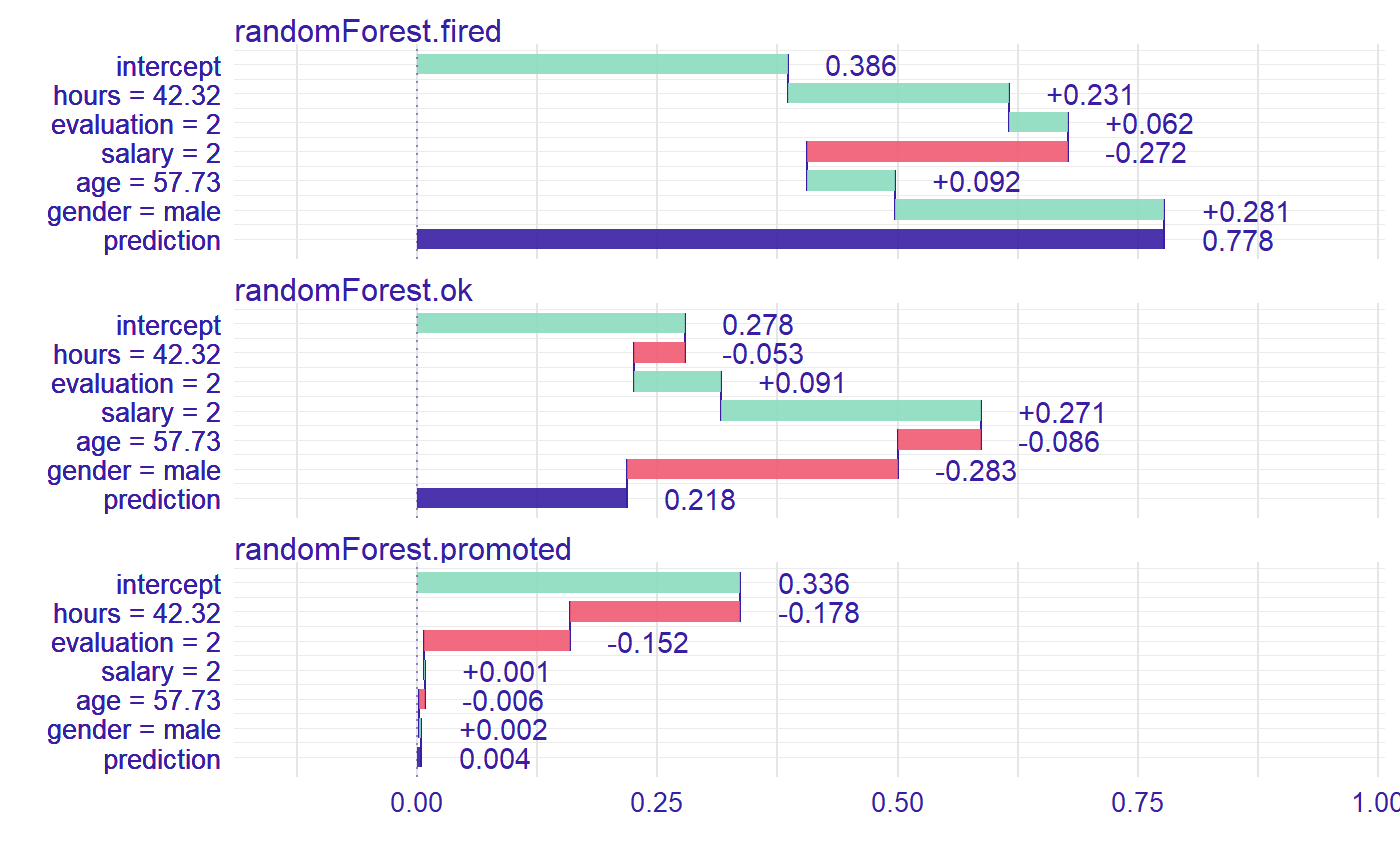 randomForest.fired
intercept 0.386
hours = 42.32 +0.231
evaluation = 2 +0.062
salary = 2 -0.272
age = 57.73 +0.092
gender = male +0.281
prediction 0.778
randomForest.ok
intercept 0.278
hours = 42.32 -0.053
evaluation = 2 +0.091
salary = 2 +0.271
age = 57.73 -0.086
gender = male -0.283
prediction 0.218
randomForest.promoted
intercept 0.336
hours = 42.32 -0.178
evaluation = 2 -0.152
salary = 2 +0.001
age = 57.73 -0.006
gender = male +0.002
prediction 0.004
0.00 0.25 0.50 0.75 1.00